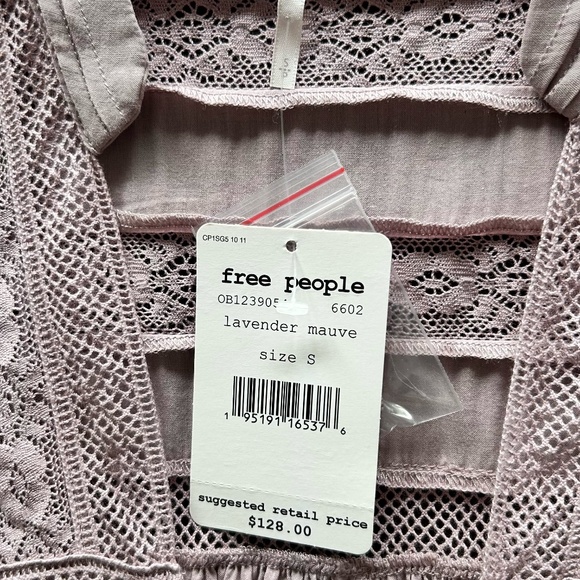 S
CP1SG5 10 11
free people
6602
lavender mauve
size S
1 95191 16537 6
suggested retail price
$128.00